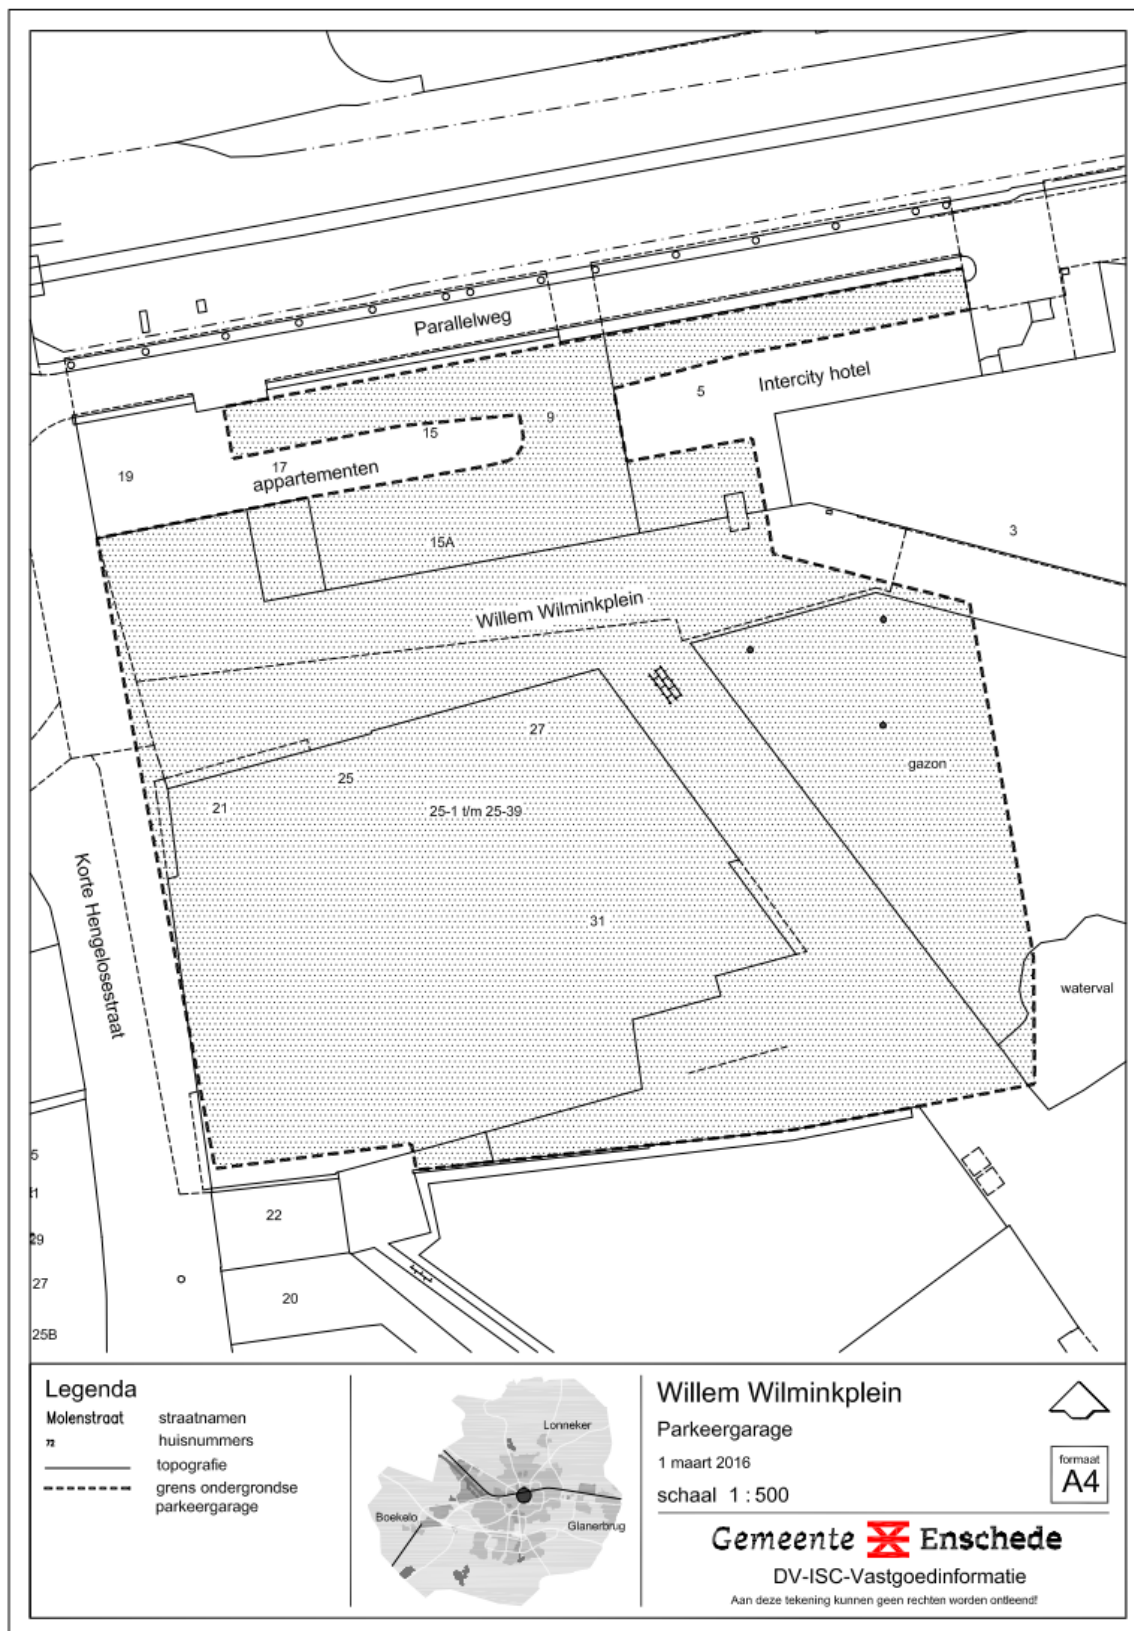 Parallelweg
Intercity hotel
5
9
15
17
appartementen
19
15A
3
Willem Wilminkplein
27
gazon
25
21
25-1 t/m 25-39
Korte Hengelosestraat
31
waterval
5
22
29
27
20
25B
Legenda
Molenstraat straatnamen
72 huisnummers
topografie
grens ondergrondse
parkeergarage
Lonneker
Boekelo
Glanerbrug
Willem Wilminkplein
Parkeergarage
1 maart 2016
schaal 1 : 500
formaat
A4
Gemeente Enschede
DV-ISC-Vastgoedinformatie
Aan deze tekening kunnen geen rechten worden ontleend!